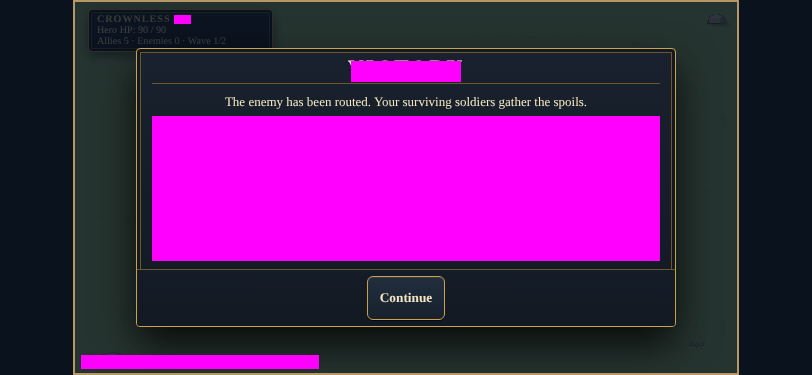 CROWNLESS
Hero HP: 90 / 90
Allies 5 · Enemies 0 · Wave 1/2
The enemy has been routed. Your surviving soldiers gather the spoils.
Continue